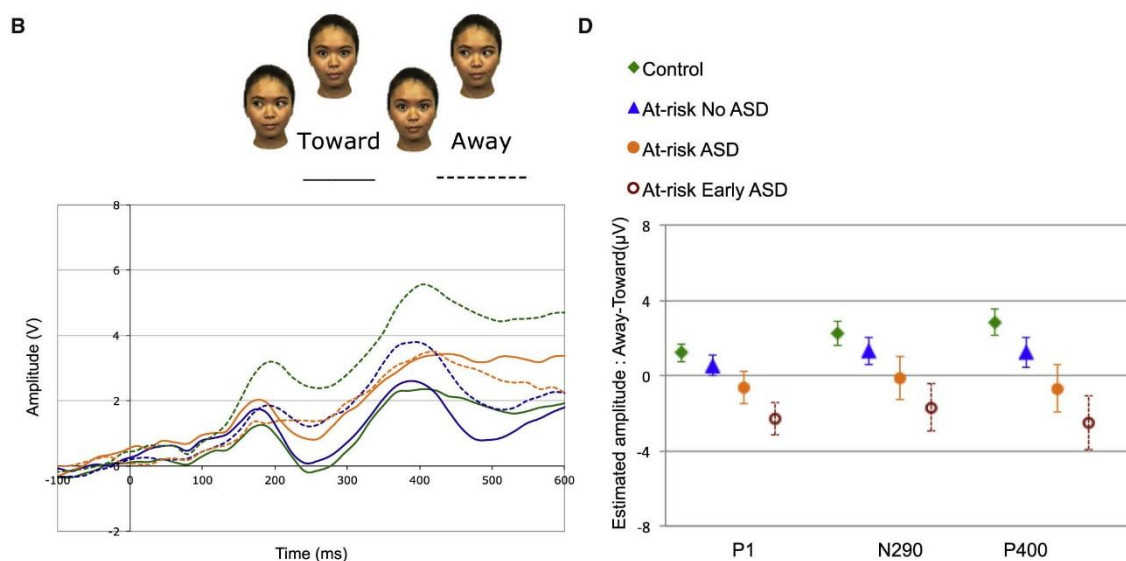 B
Toward Away
8
6
4
2
0
-2
Amplitude (V)
-100 0 100 200 300 400 500 600
Time (ms)
D
Control
At-risk No ASD
At-risk ASD
At-risk Early ASD
8
4
0
-4
-8
Estimated amplitude : Away-Toward(µV)
P1 N290 P400